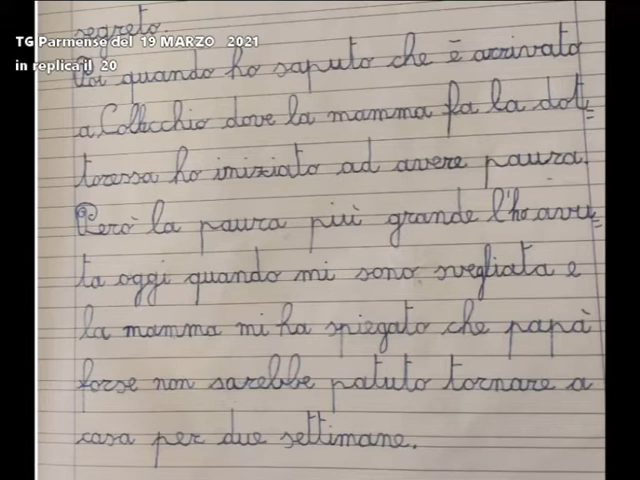 segreto.
TG Parmense del 19 MARZO 2021
in replica il 20
Poi quando ho saputo che è arrivato
a Collecchio dove la mamma fa la dot=
toressa ho iniziato ad avere paura.
Però la paura più grande l'ho avu=
ta oggi quando mi sono svegliata e
la mamma mi ha spiegato che papà
forse non sarebbe patuto tornare a
casa per due settimane.